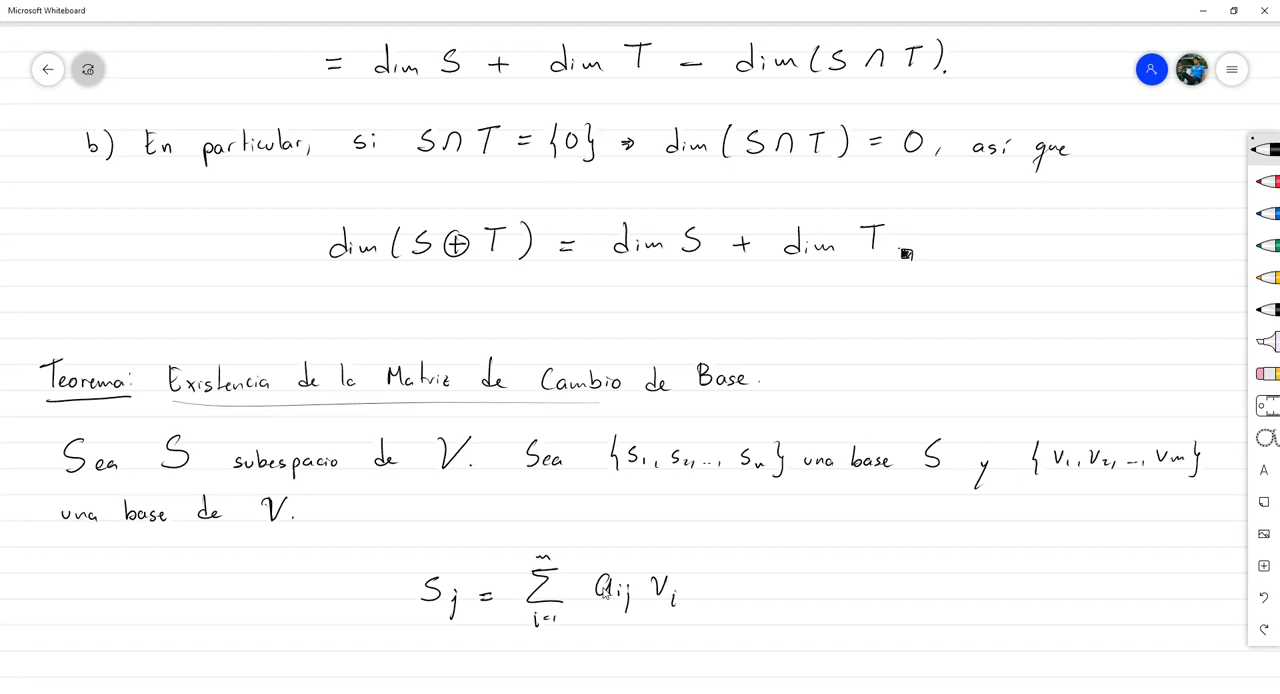 Microsoft Whiteboard
= dim S + dim T - dim(S ∩ T).
b) En particular, si S∩T = {0} ⇒ dim(S∩T) = 0, así que
dim(S ⊕ T) = dim S + dim T
Teorema: Existencia de la Matriz de Cambio de Base.
Sea S subespacio de V. Sea {s₁, s₂, ..., sₙ} una base S y {v₁, v₂, ..., vₘ}
una base de V.
m
Sⱼ = ∑ aᵢⱼ vᵢ
i=1
A